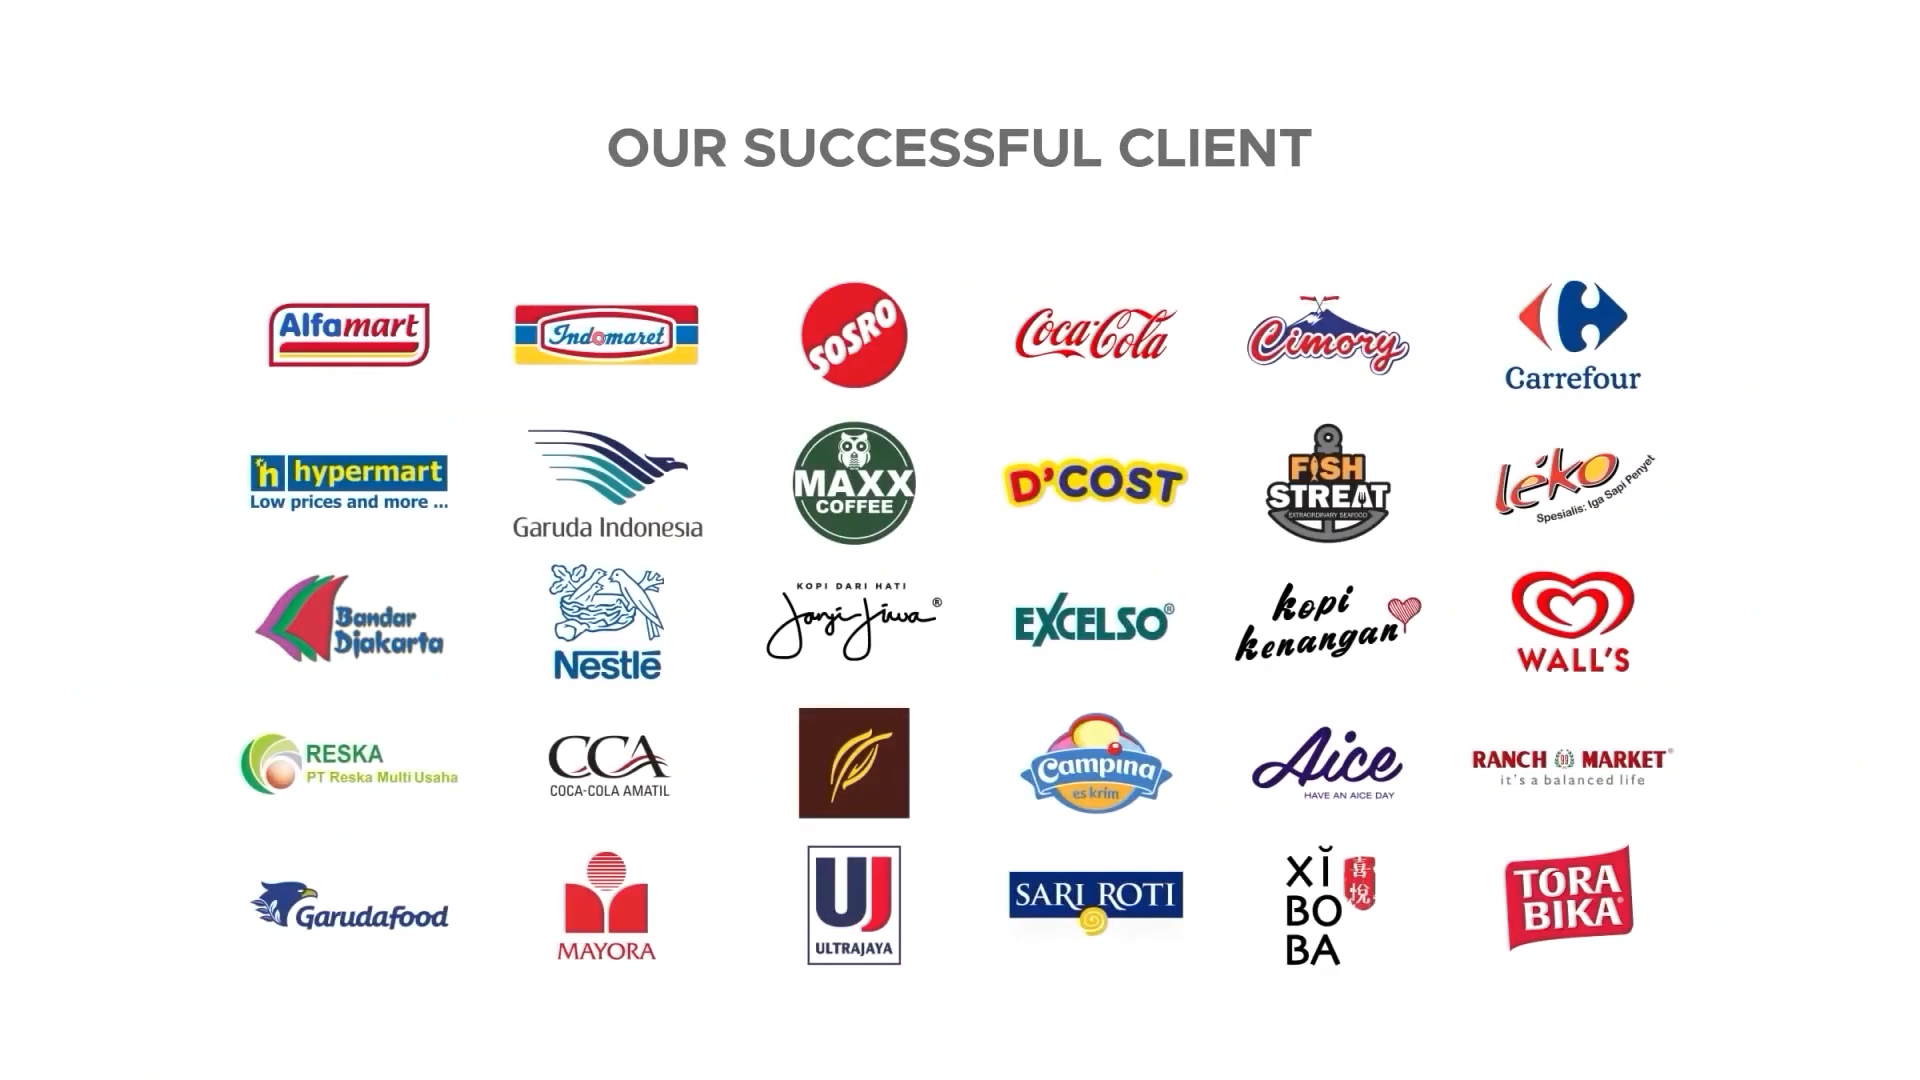 OUR SUCCESSFUL CLIENT
Alfamart
Indomaret
SOSRO
Coca-Cola
Cimory
Carrefour
h hypermart
Low prices and more ...
Garuda Indonesia
MAXX
COFFEE
D'COST
FISH
STREAT
EXTRAORDINARY SEAFOOD
léko
Spesialis: Iga Sapi Penyet
Bandar
Djakarta
Nestlé
KOPI DARI HATI
Janji Jiwa ®
EXCELSO®
kopi
kenangan
WALL'S
RESKA
PT Reska Multi Usaha
CCA
COCA-COLA AMATIL
Campina
es krim
Aice
HAVE AN AICE DAY
RANCH 99 MARKET®
it's a balanced life
Garudafood
MAYORA
UJ
ULTRAJAYA
SARI ROTI
XǏ
BO
BA
喜
悅
TORA
BIKA